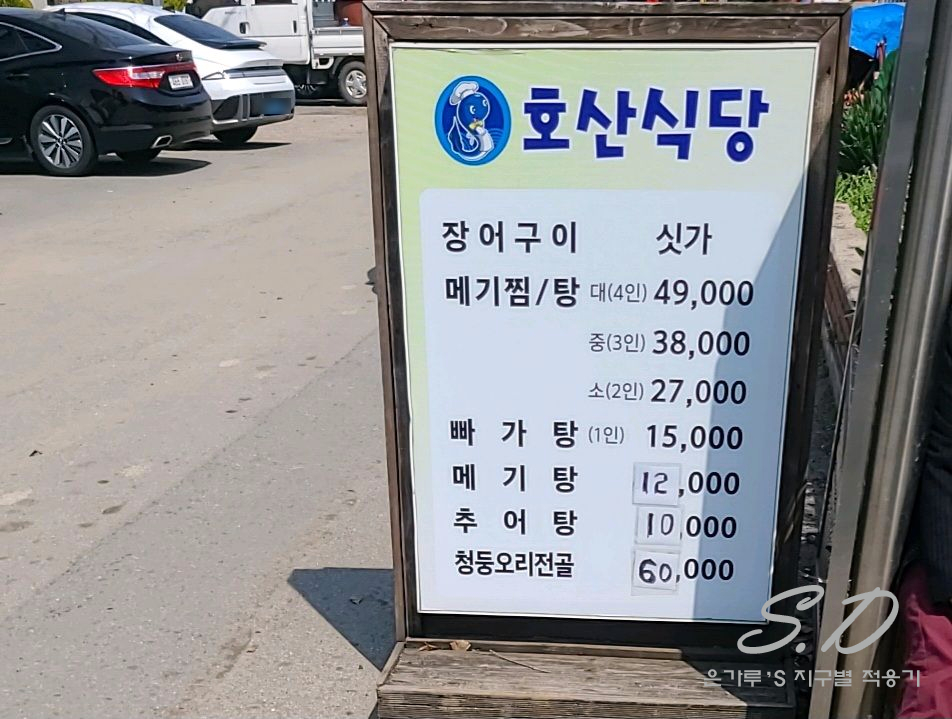 호산식당
장어구이 싯가
메기찜/탕 대(4인) 49,000
중(3인) 38,000
소(2인) 27,000
빠가탕 (1인) 15,000
메기탕 12,000
추어탕 10,000
청둥오리전골 60,000
S.D
은가루'S 지구별 적응기